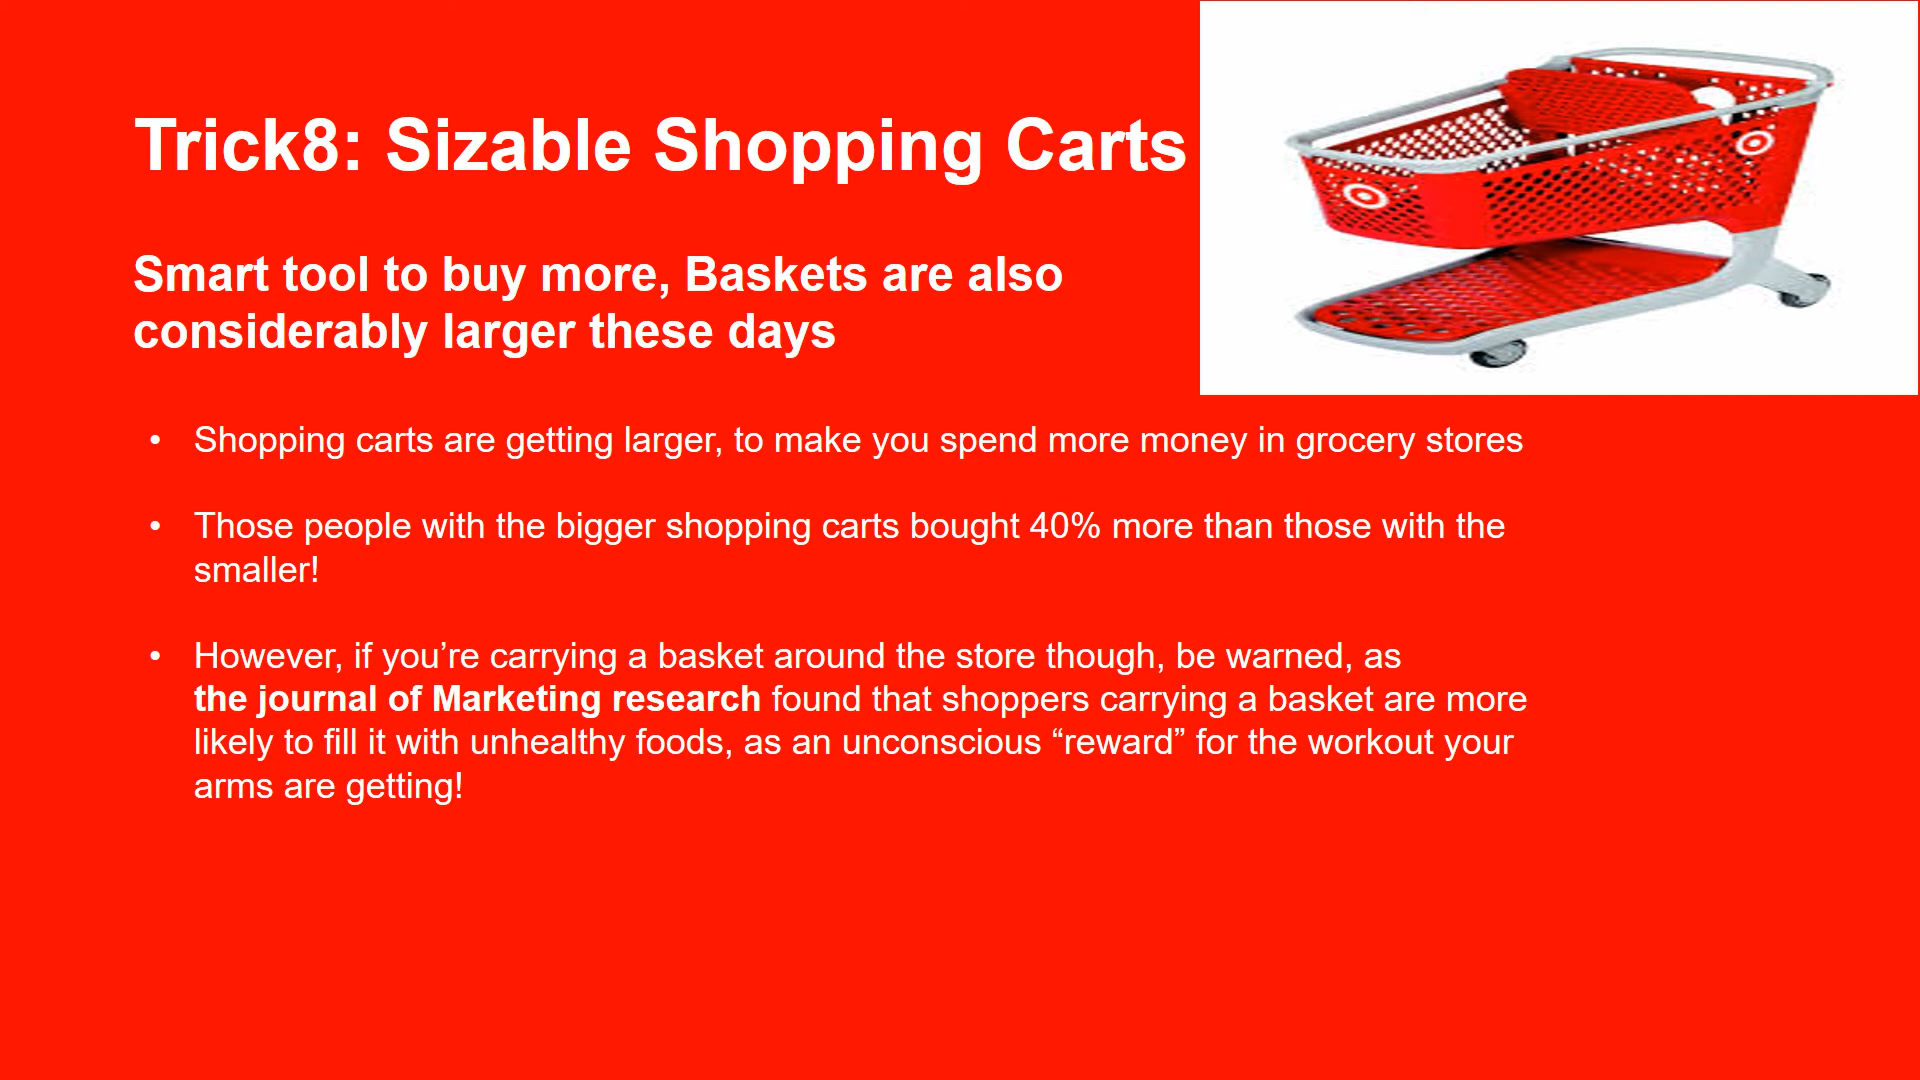 Trick8: Sizable Shopping Carts
Smart tool to buy more, Baskets are also
considerably larger these days
• Shopping carts are getting larger, to make you spend more money in grocery stores
• Those people with the bigger shopping carts bought 40% more than those with the
smaller!
• However, if you’re carrying a basket around the store though, be warned, as
the journal of Marketing research found that shoppers carrying a basket are more
likely to fill it with unhealthy foods, as an unconscious “reward” for the workout your
arms are getting!